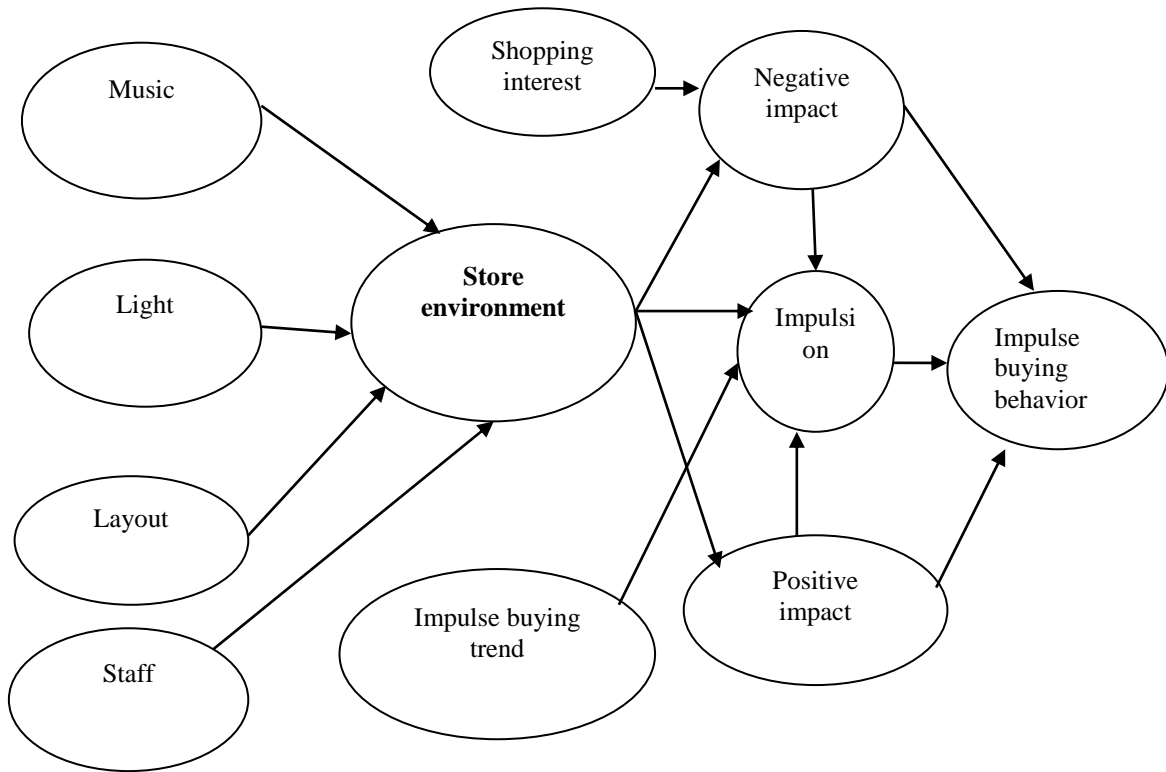 Music
Shopping
interest
Negative
impact
Store
environment
Light
Impulsi
on
Impulse
buying
behavior
Layout
Impulse buying
trend
Positive
impact
Staff